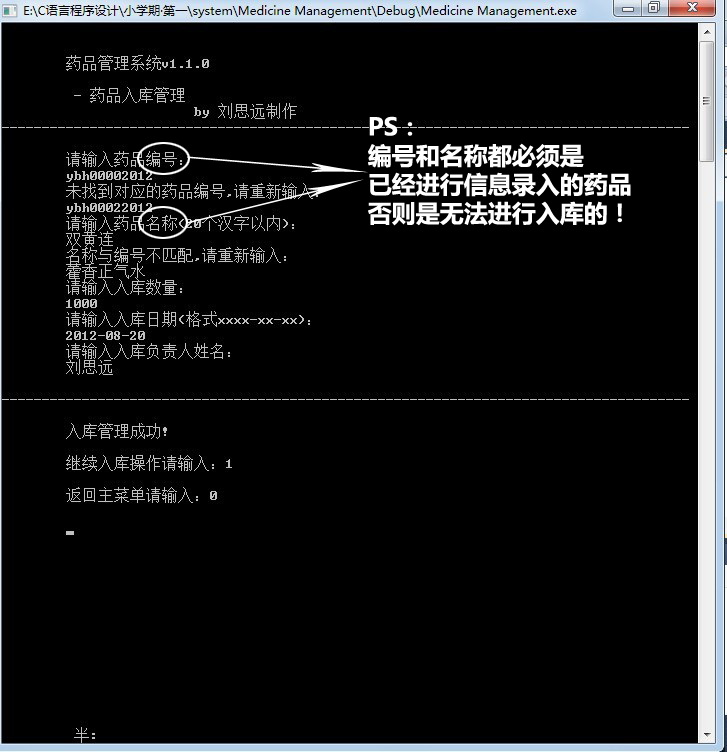 E:\C语言程序设计\小学期·第一\system\Medicine Management\Debug\Medicine Management.exe
药品管理系统v1.1.0
- 药品入库管理
by 刘思远制作
PS：
编号和名称都必须是
已经进行信息录入的药品
否则是无法进行入库的！
请输入药品编号：
ybh00002012
未找到对应的药品编号,请重新输入：
ybh00022012
请输入药品名称(20个汉字以内)：
双黄连
名称与编号不匹配,请重新输入：
藿香正气水
请输入入库数量：
1000
请输入入库日期(格式xxxx-xx-xx)：
2012-08-20
请输入入库负责人姓名：
刘思远
入库管理成功!
继续入库操作请输入：1
返回主菜单请输入：0
半：